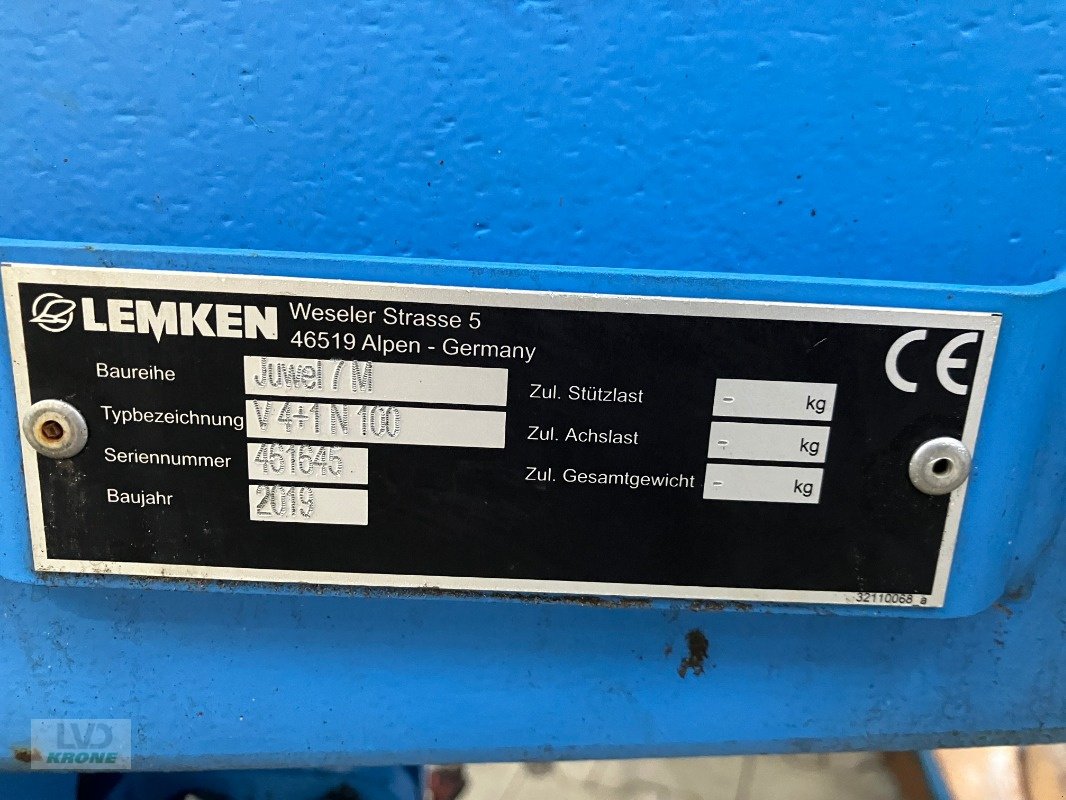 LEMKEN Weseler Strasse 5
46519 Alpen - Germany
CE
Baureihe Juwel 7 M
Typbezeichnung V 4+1 N 100
Seriennummer 461645
Baujahr 2019
Zul. Stützlast - kg
Zul. Achslast - kg
Zul. Gesamtgewicht - kg
32110068 a
LVD
KRONE